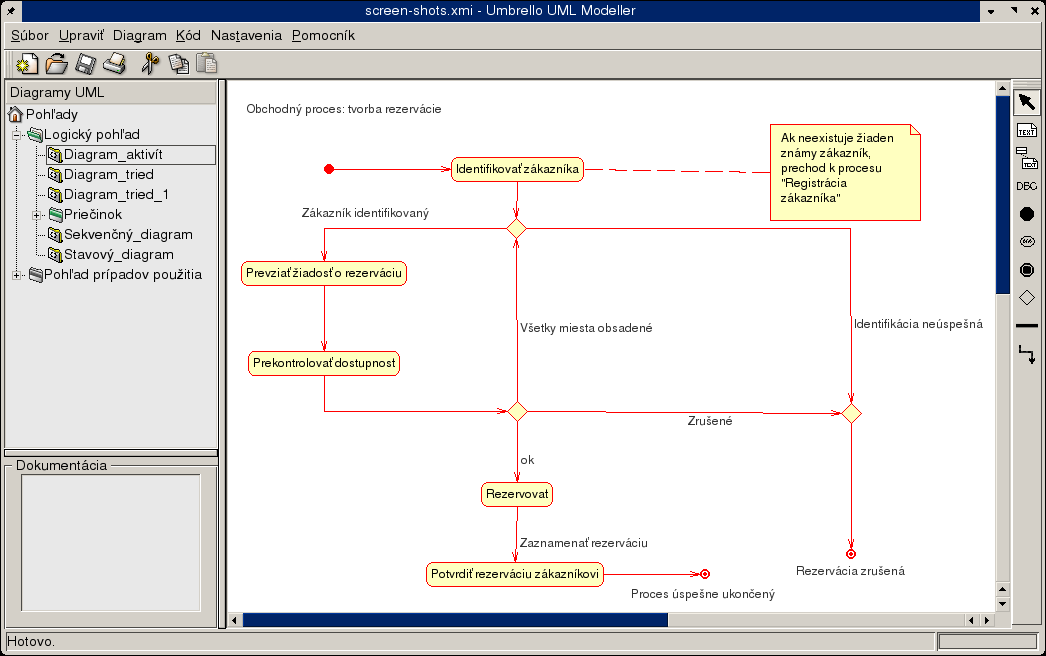 screen-shots.xmi - Umbrello UML Modeller
Súbor Upraviť Diagram Kód Nastavenia Pomocník
Diagramy UML
Pohľady
Logický pohľad
Diagram_aktivít
Diagram_tried
Diagram_tried_1
Priečinok
Sekvenčný_diagram
Stavový_diagram
Pohľad prípadov použitia
Dokumentácia
Obchodný proces: tvorba rezervácie
Identifikovať zákazníka
Ak neexistuje žiaden
známy zákazník,
prechod k procesu
"Registrácia
zákazníka"
Zákazník identifikovaný
Prevziať žiadosť o rezerváciu
Všetky miesta obsadené
Identifikácia neúspešná
Prekontrolovať dostupnost
Zrušené
ok
Rezervovat
Zaznamenať rezerváciu
Potvrdiť rezerváciu zákazníkovi
Rezervácia zrušená
Proces úspešne ukončený
TEXT
TEXT
DBC
Hotovo.